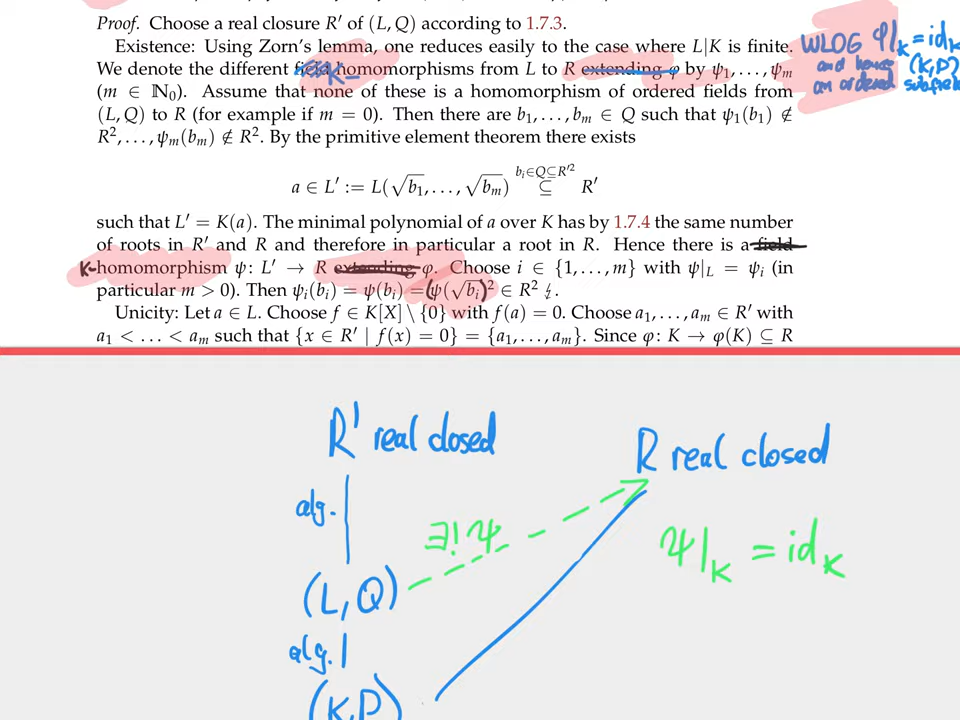 Proof. Choose a real closure R′ of (L, Q) according to 1.7.3.
Existence: Using Zorn's lemma, one reduces easily to the case where L|K is finite.
WLOG φ|K = idK
We denote the different field homomorphisms from L to R extending φ by ψ1, . . . , ψm
K-
and hence (K,P)
(m ∈ ℕ0). Assume that none of these is a homomorphism of ordered fields from
an ordered subfield
(L, Q) to R (for example if m = 0). Then there are b1, . . . , bm ∈ Q such that ψ1(b1) ∉
R², . . . , ψm(bm) ∉ R². By the primitive element theorem there exists
a ∈ L′ := L(√b1, . . . , √bm) ⊆ R′
bi∈Q⊆R′²
such that L′ = K(a). The minimal polynomial of a over K has by 1.7.4 the same number
of roots in R′ and R and therefore in particular a root in R. Hence there is a field
K-homomorphism ψ: L′ → R extending φ. Choose i ∈ {1, . . . , m} with ψ|L = ψi (in
particular m > 0). Then ψi(bi) = ψ(bi) = (ψ(√bi))² ∈ R² ↯.
Unicity: Let a ∈ L. Choose f ∈ K[X] \ {0} with f(a) = 0. Choose a1, . . . , am ∈ R′ with
a1 < . . . < am such that {x ∈ R′ | f(x) = 0} = {a1, . . . , am}. Since φ: K → φ(K) ⊆ R
R' real closed
R real closed
alg.
∃! ψ
ψ|K = idK
(L,Q)
alg.
(K,P)